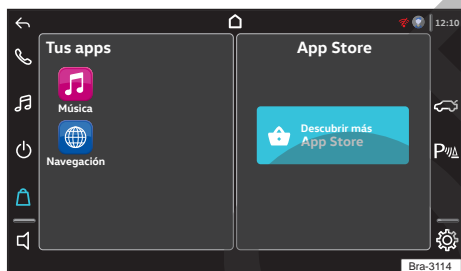 12:10
Tus apps
Música
Navegación
App Store
Descubrir más
App Store
P
Bra-3114